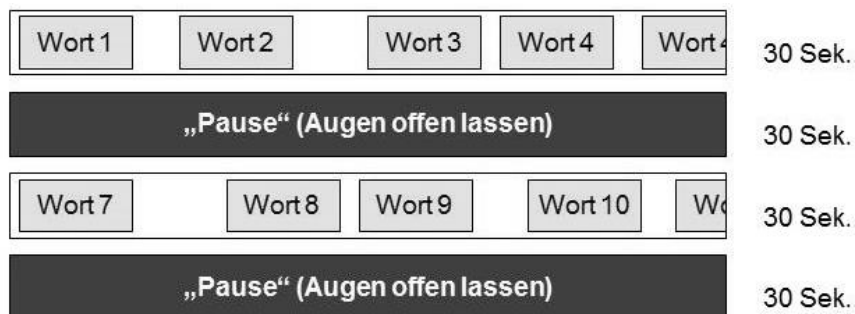 Wort 1 Wort 2 Wort 3 Wort 4 Wort 30 Sek.
„Pause“ (Augen offen lassen) 30 Sek.
Wort 7 Wort 8 Wort 9 Wort 10 30 Sek.
„Pause“ (Augen offen lassen) 30 Sek.